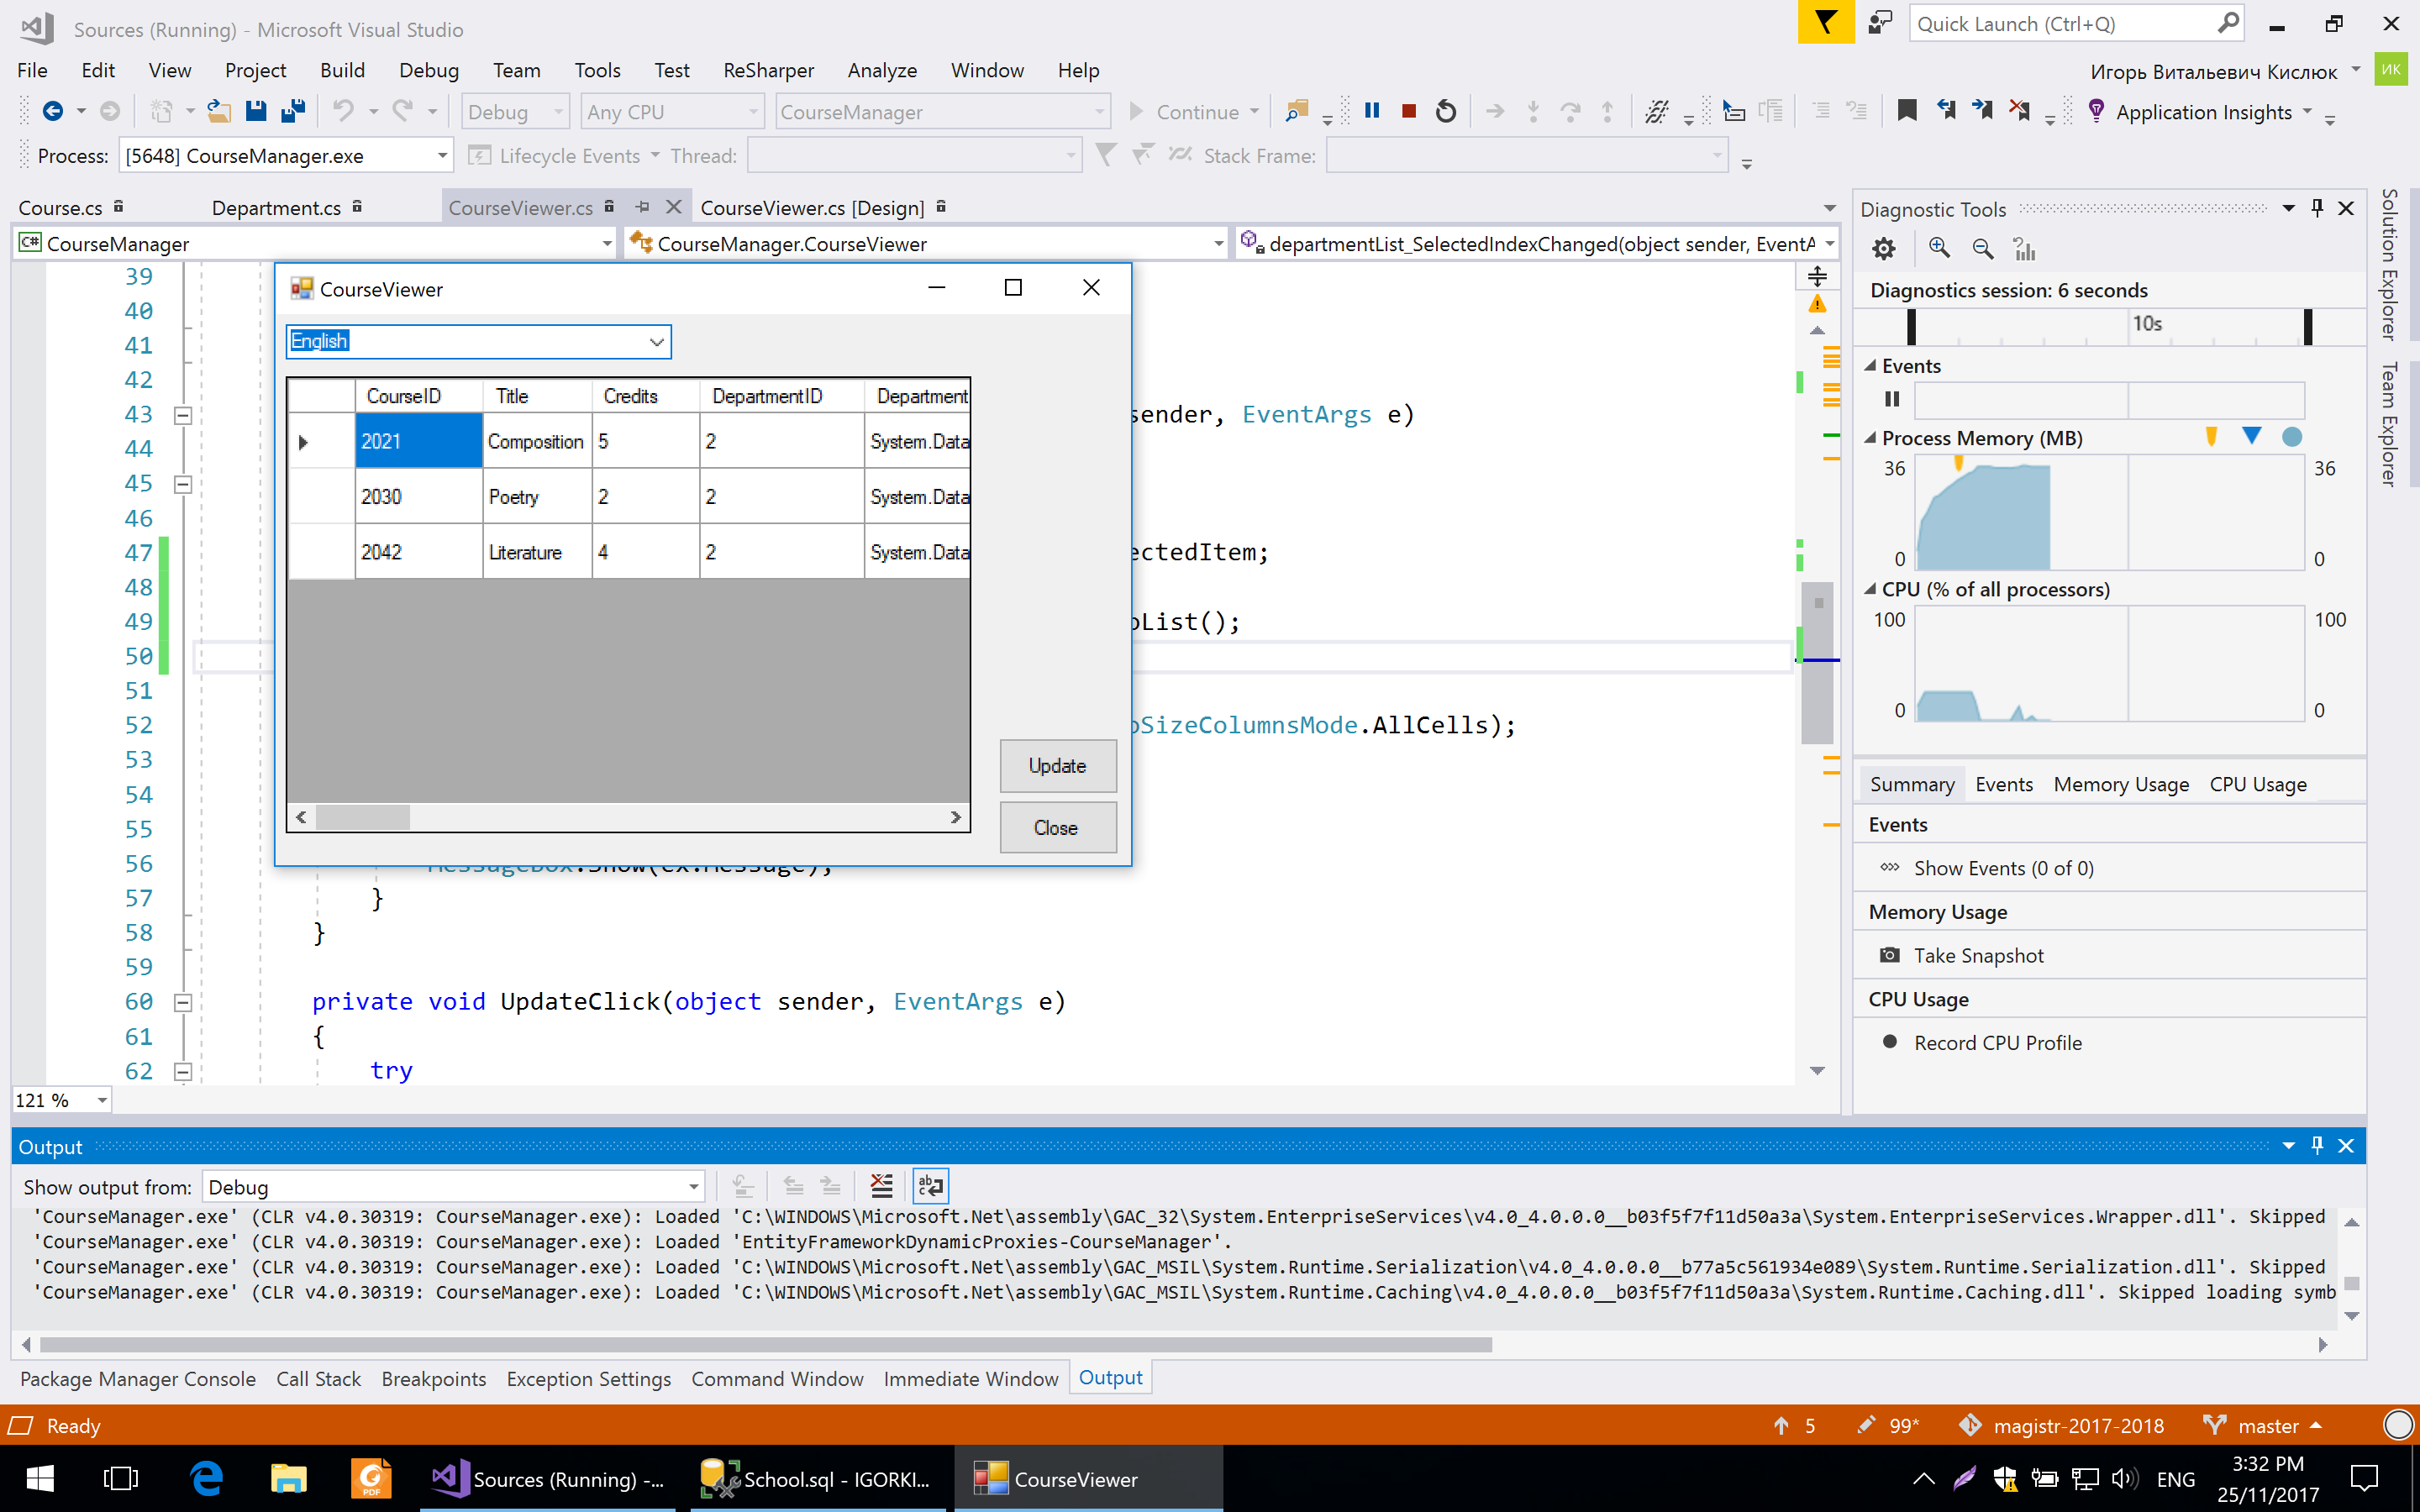 Sources (Running) - Microsoft Visual Studio
Quick Launch (Ctrl+Q)
File Edit View Project Build Debug Team Tools Test ReSharper Analyze Window Help
Игорь Витальевич Кислюк ИК
Debug Any CPU CourseManager Continue Application Insights
Process: [5648] CourseManager.exe Lifecycle Events Thread: Stack Frame:
Course.cs Department.cs CourseViewer.cs CourseViewer.cs [Design]
C# CourseManager CourseManager.CourseViewer departmentList_SelectedIndexChanged(object sender, EventA
39
40
41
42
43 sender, EventArgs e)
44
45
46
47 ectedItem;
48
49 oList();
50
51
52 oSizeColumnsMode.AllCells);
53
54
55
56 MessageBox.Show(ex.Message);
57 }
58 }
59
60 private void UpdateClick(object sender, EventArgs e)
61 {
62 try
121 %
CourseViewer
English
CourseID Title Credits DepartmentID Department
2021 Composition 5 2 System.Data
2030 Poetry 2 2 System.Data
2042 Literature 4 2 System.Data
Update
Close
Diagnostic Tools
Diagnostics session: 6 seconds
10s
Events
Process Memory (MB)
36 36
0 0
CPU (% of all processors)
100 100
0 0
Summary Events Memory Usage CPU Usage
Events
Show Events (0 of 0)
Memory Usage
Take Snapshot
CPU Usage
Record CPU Profile
Solution Explorer
Team Explorer
Output
Show output from: Debug
'CourseManager.exe' (CLR v4.0.30319: CourseManager.exe): Loaded 'C:\WINDOWS\Microsoft.Net\assembly\GAC_32\System.EnterpriseServices\v4.0_4.0.0.0__b03f5f7f11d50a3a\System.EnterpriseServices.Wrapper.dll'. Skipped
'CourseManager.exe' (CLR v4.0.30319: CourseManager.exe): Loaded 'EntityFrameworkDynamicProxies-CourseManager'.
'CourseManager.exe' (CLR v4.0.30319: CourseManager.exe): Loaded 'C:\WINDOWS\Microsoft.Net\assembly\GAC_MSIL\System.Runtime.Serialization\v4.0_4.0.0.0__b77a5c561934e089\System.Runtime.Serialization.dll'. Skipped
'CourseManager.exe' (CLR v4.0.30319: CourseManager.exe): Loaded 'C:\WINDOWS\Microsoft.Net\assembly\GAC_MSIL\System.Runtime.Caching\v4.0_4.0.0.0__b03f5f7f11d50a3a\System.Runtime.Caching.dll'. Skipped loading symb
Package Manager Console Call Stack Breakpoints Exception Settings Command Window Immediate Window Output
Ready 5 99* magistr-2017-2018 master
PDF Sources (Running) -... School.sql - IGORKI... CourseViewer ENG 3:32 PM
25/11/2017